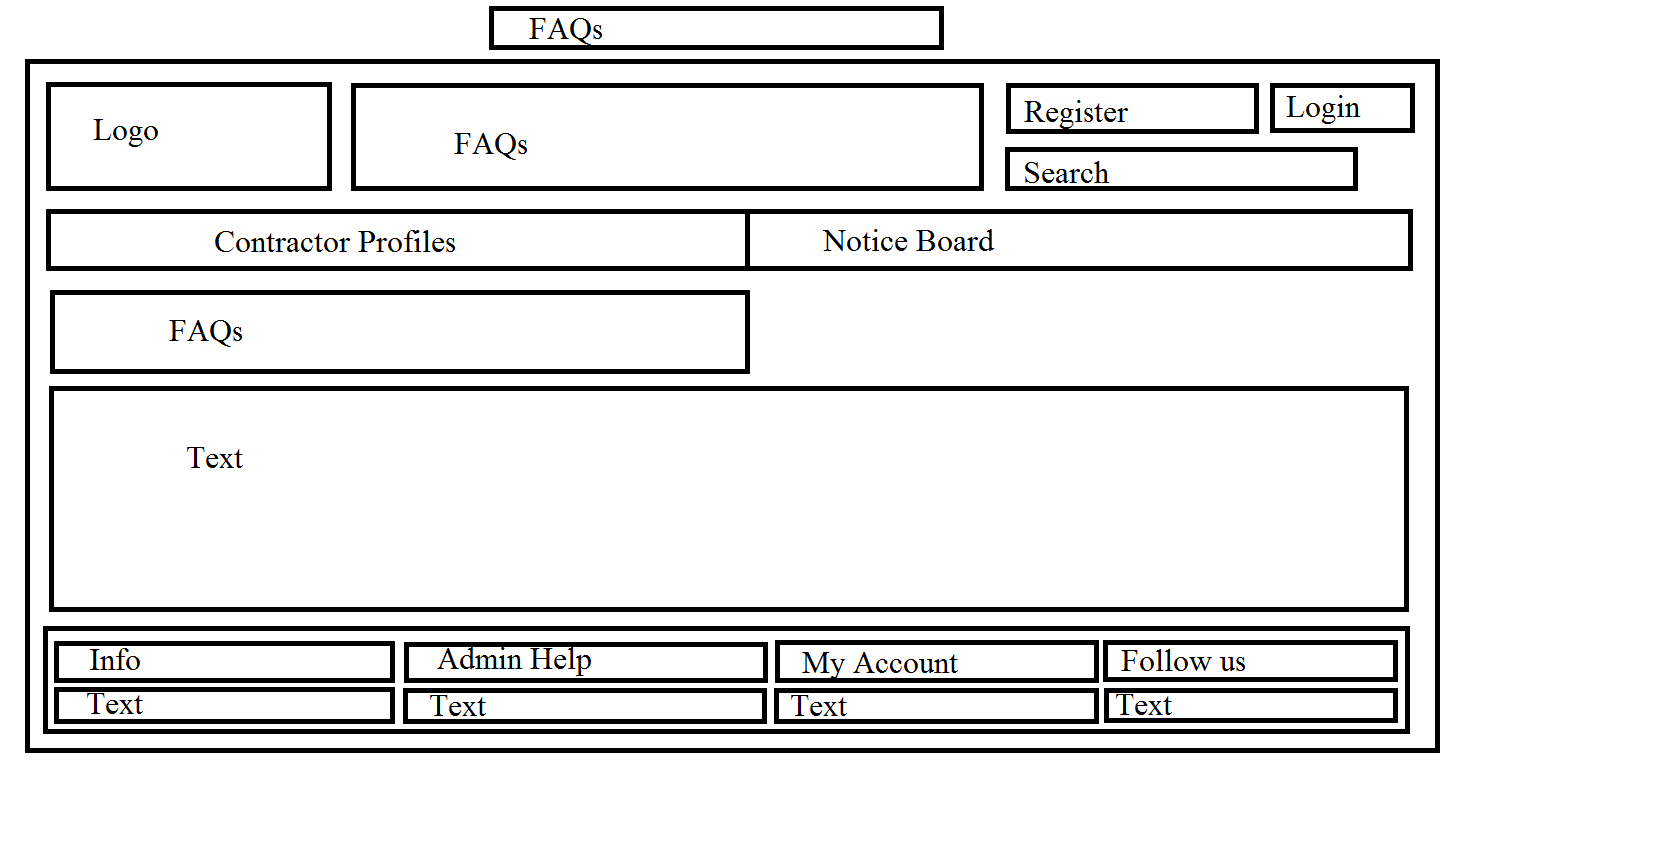 FAQs
Logo
FAQs
Register
Login
Search
Contractor Profiles
Notice Board
FAQs
Text
Info
Admin Help
My Account
Follow us
Text
Text
Text
Text